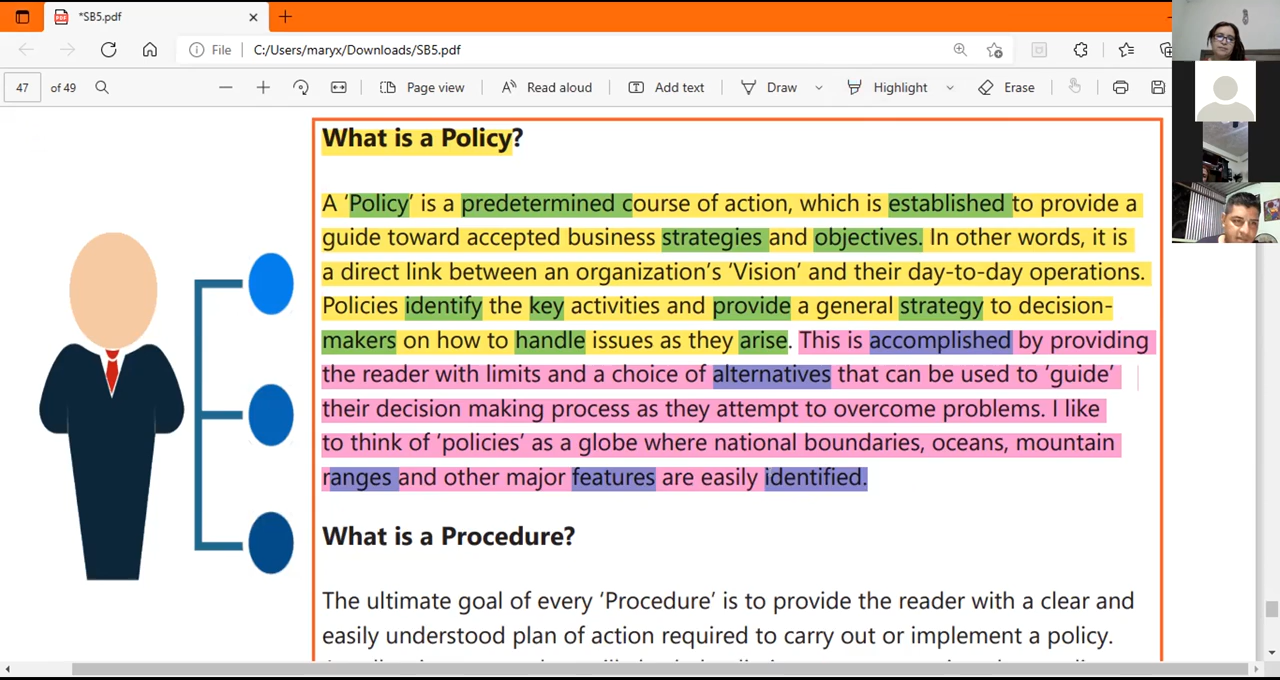 *SB5.pdf
File C:/Users/maryx/Downloads/SB5.pdf
47 of 49 Page view Read aloud Add text Draw Highlight Erase
What is a Policy?
A ‘Policy’ is a predetermined course of action, which is established to provide a
guide toward accepted business strategies and objectives. In other words, it is
a direct link between an organization’s ‘Vision’ and their day-to-day operations.
Policies identify the key activities and provide a general strategy to decision-
makers on how to handle issues as they arise. This is accomplished by providing
the reader with limits and a choice of alternatives that can be used to ‘guide’
their decision making process as they attempt to overcome problems. I like
to think of ‘policies’ as a globe where national boundaries, oceans, mountain
ranges and other major features are easily identified.
What is a Procedure?
The ultimate goal of every ‘Procedure’ is to provide the reader with a clear and
easily understood plan of action required to carry out or implement a policy.